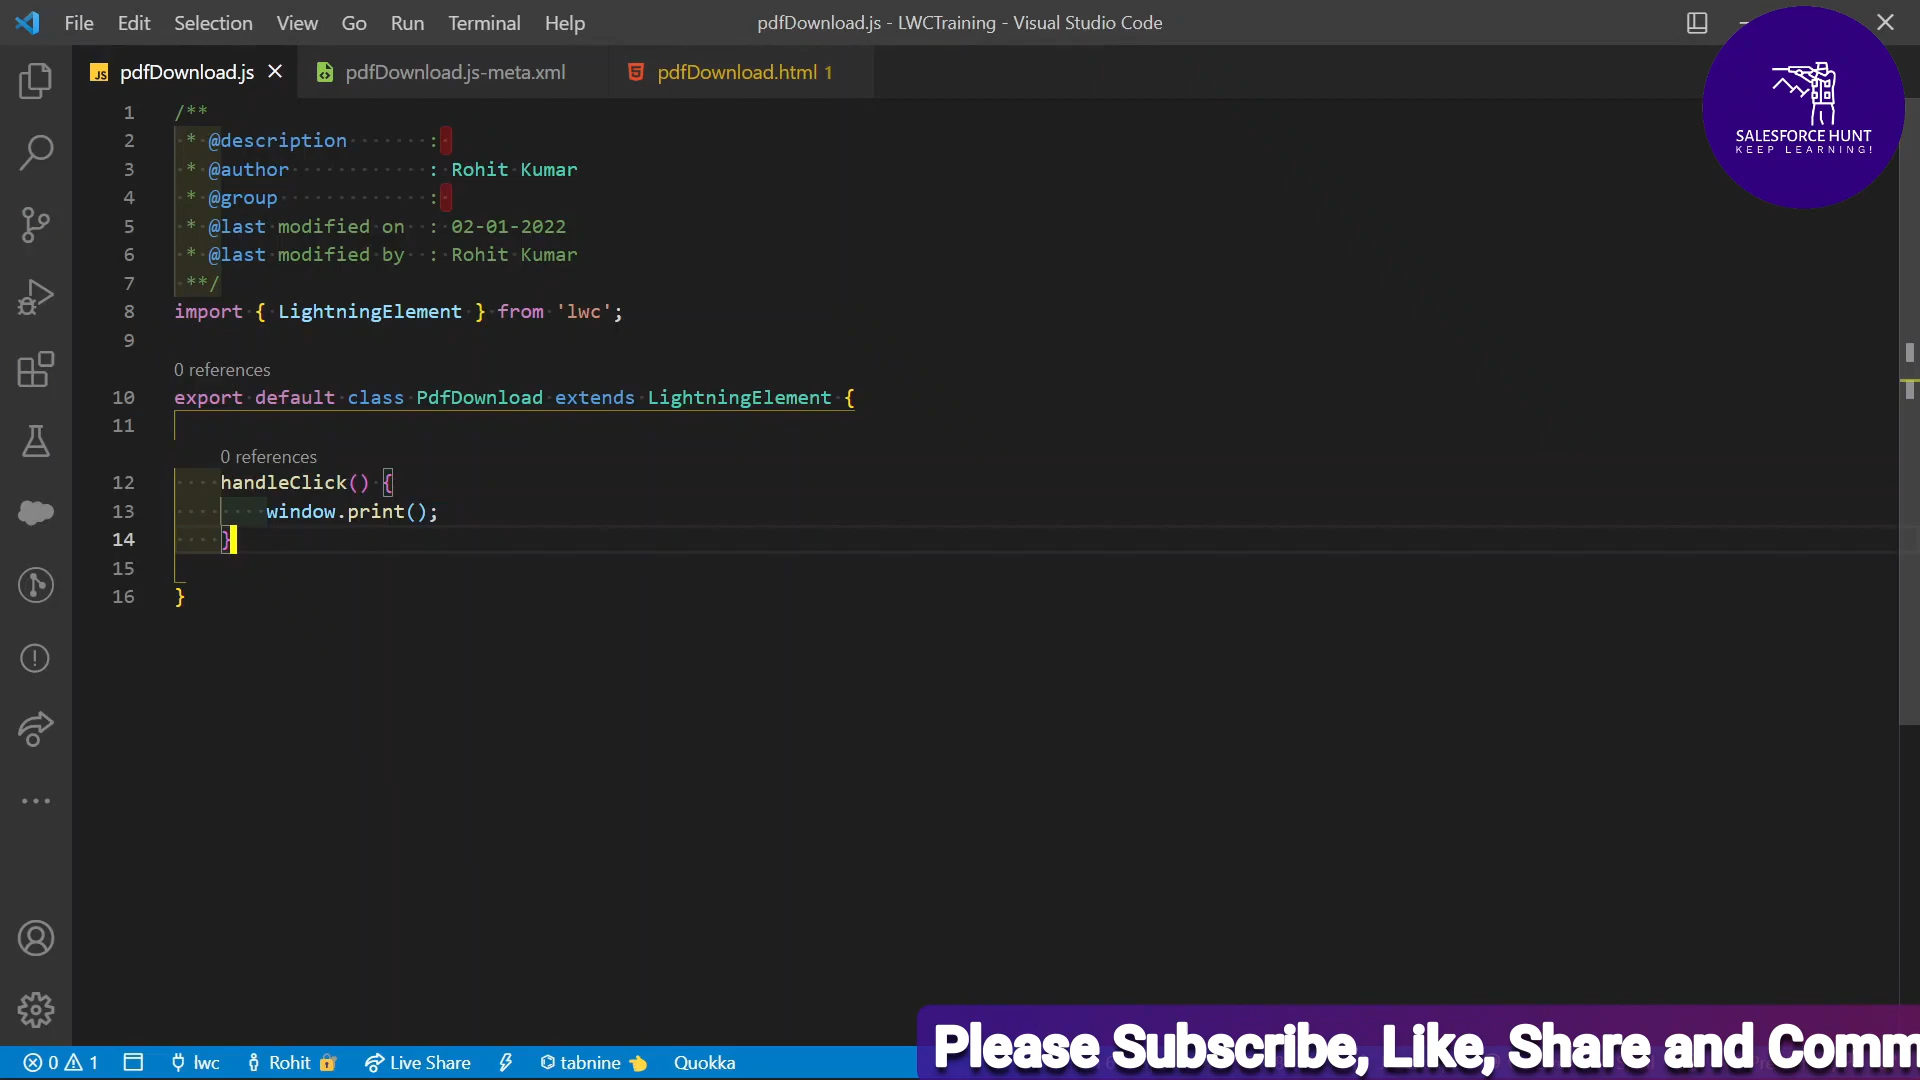 File Edit Selection View Go Run Terminal Help
pdfDownload.js - LWCTraining - Visual Studio Code
JS pdfDownload.js
pdfDownload.js-meta.xml
pdfDownload.html 1
SALESFORCE HUNT
KEEP LEARNING!
1 /**
2 * @description :
3 * @author : Rohit Kumar
4 * @group :
5 * @last modified on : 02-01-2022
6 * @last modified by : Rohit Kumar
7 **/
8 import { LightningElement } from 'lwc';
9
0 references
10 export default class PdfDownload extends LightningElement {
11
0 references
12 handleClick() {
13 window.print();
14 }
15
16 }
0 1 lwc Rohit Live Share tabnine Quokka
Please Subscribe, Like, Share and Comm